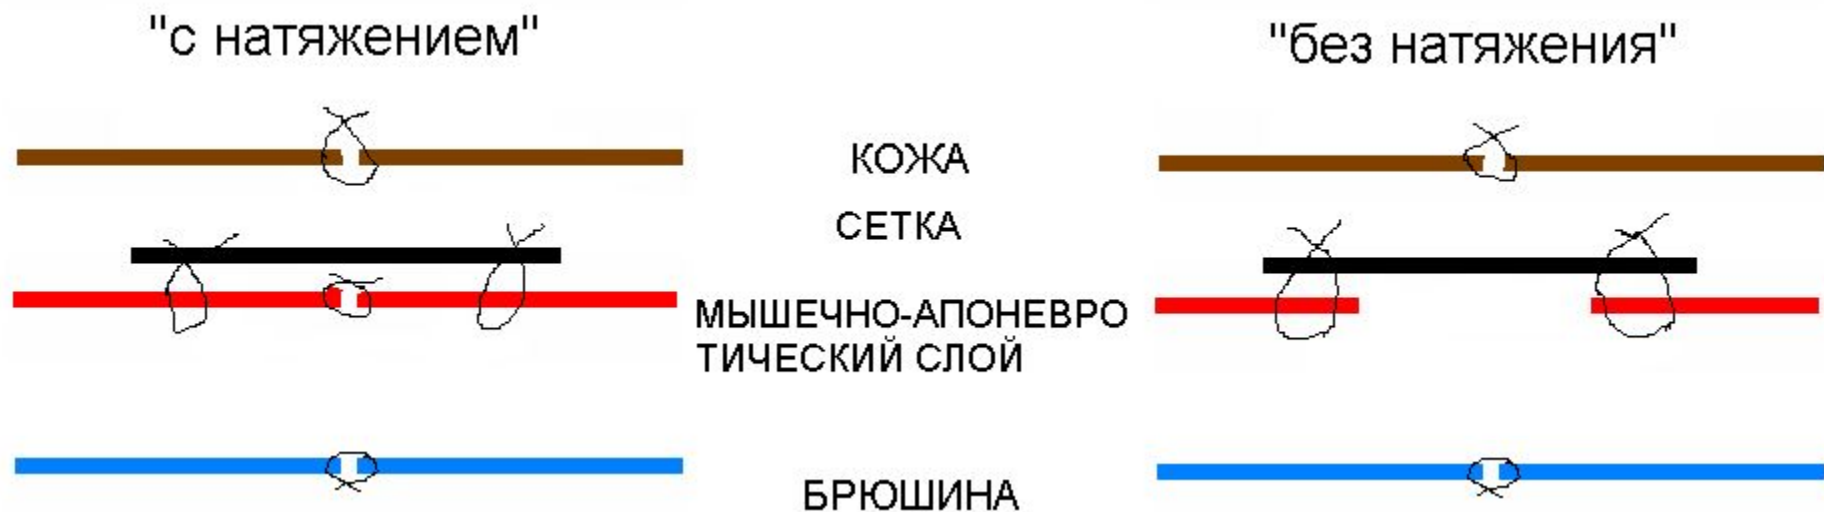 "с натяжением"
"без натяжения"
КОЖА
СЕТКА
МЫШЕЧНО-АПОНЕВРО
ТИЧЕСКИЙ СЛОЙ
БРЮШИНА